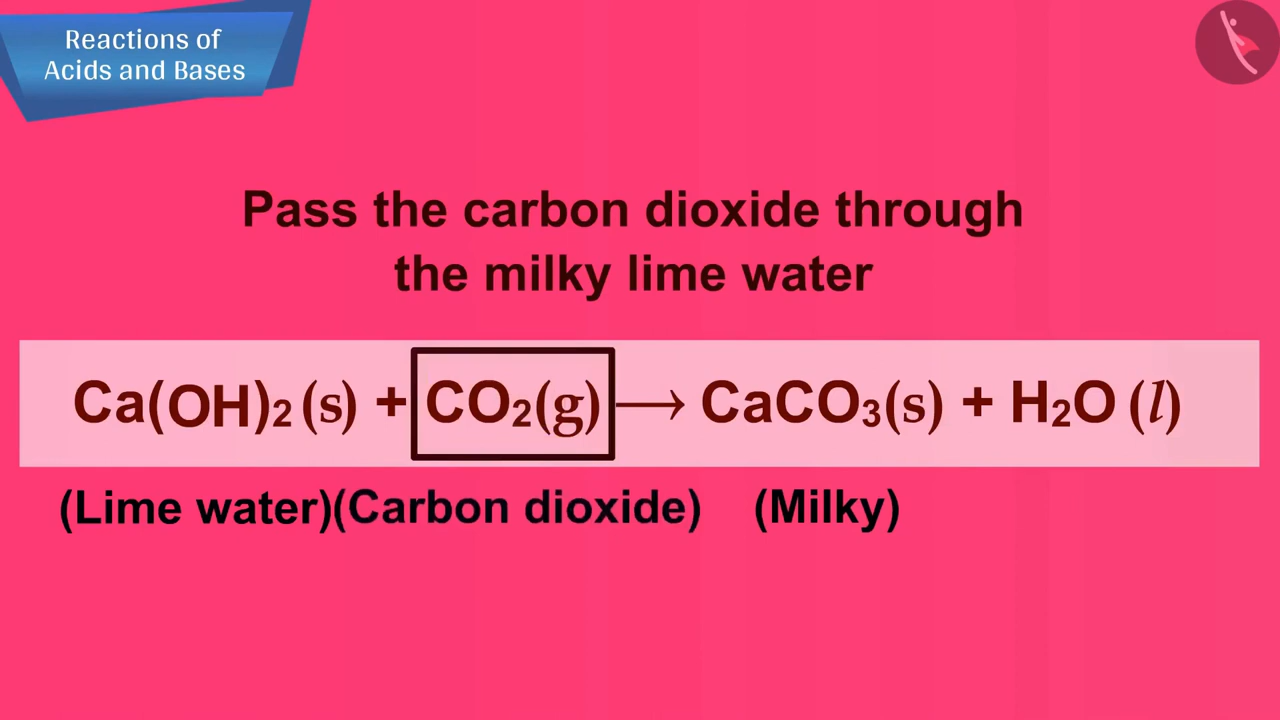 Reactions of
Acids and Bases
Pass the carbon dioxide through
the milky lime water
Ca(OH)₂ (s) + CO₂(g) ⟶ CaCO₃(s) + H₂O (l)
(Lime water)(Carbon dioxide) (Milky)